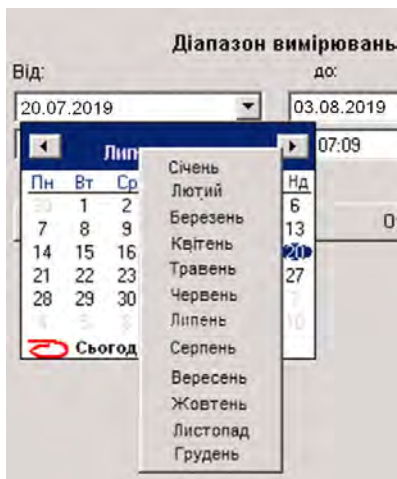 Діапазон вимірювань
Від: до:
20.07.2019 03.08.2019
07:09
Пн Вт Ср Нд
30 1 2 6
7 8 9 13
14 15 16 20
21 22 23 27
28 29 30
Січень
Лютий
Березень
Квітень
Травень
Червень
Липень
Серпень
Вересень
Жовтень
Листопад
Грудень